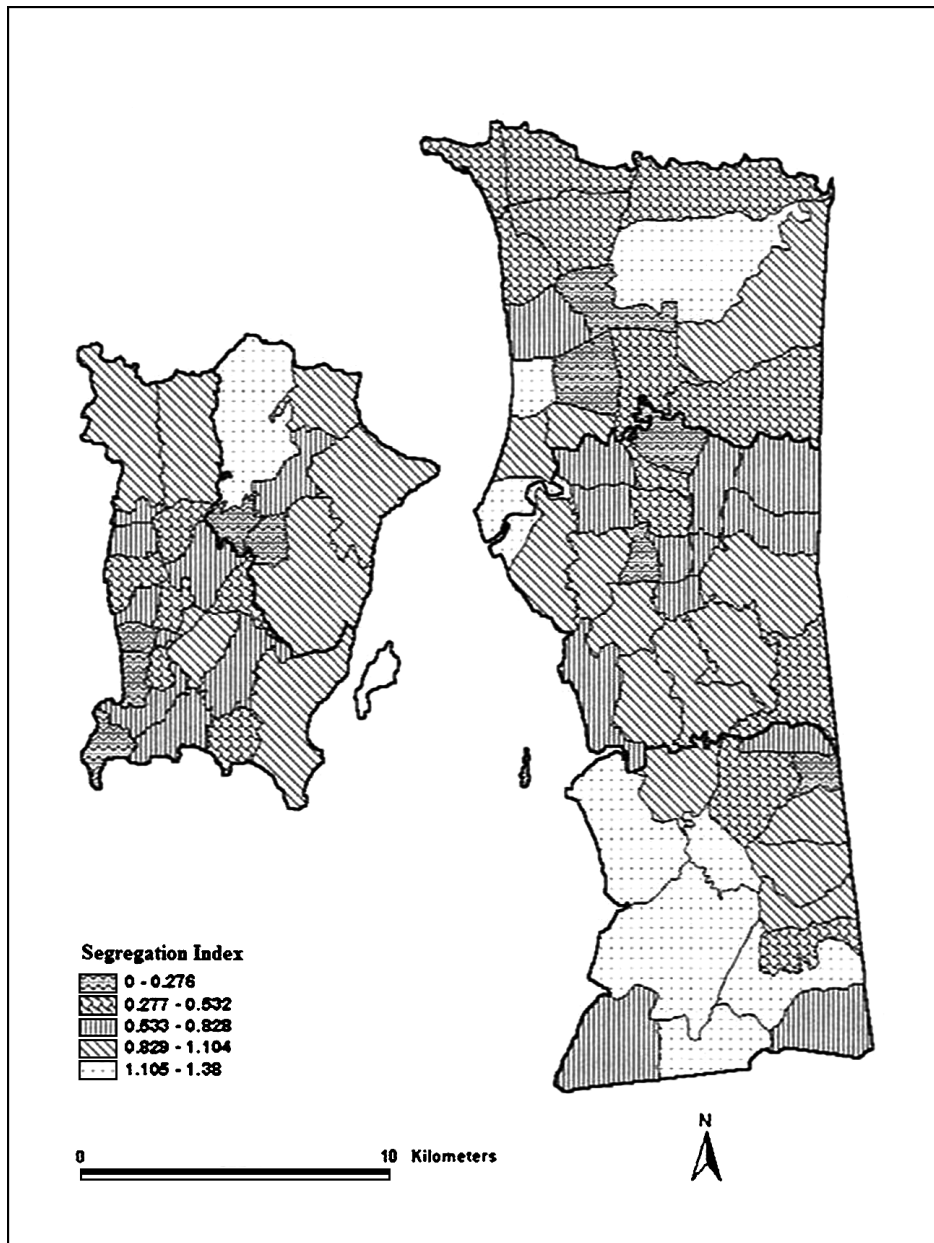 Segregation Index
0 - 0.276
0.277 - 0.532
0.533 - 0.828
0.829 - 1.104
1.105 - 1.38
N
0 10 Kilometers